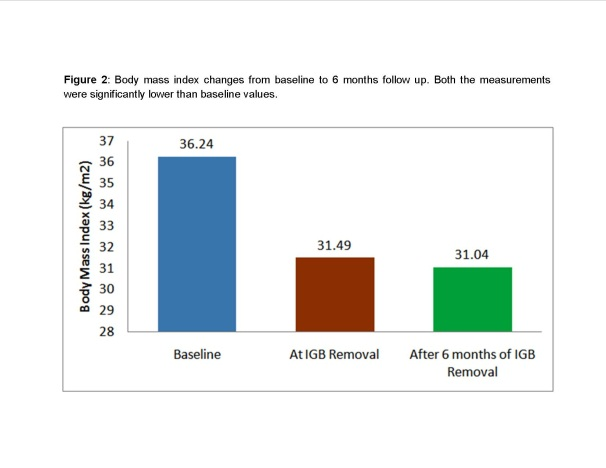 Figure 2: Body mass index changes from baseline to 6 months follow up. Both the measurements
were significantly lower than baseline values.
Body Mass Index (kg/m2)
37
36
35
34
33
32
31
30
29
28
36.24
31.49
31.04
Baseline
At IGB Removal
After 6 months of IGB
Removal